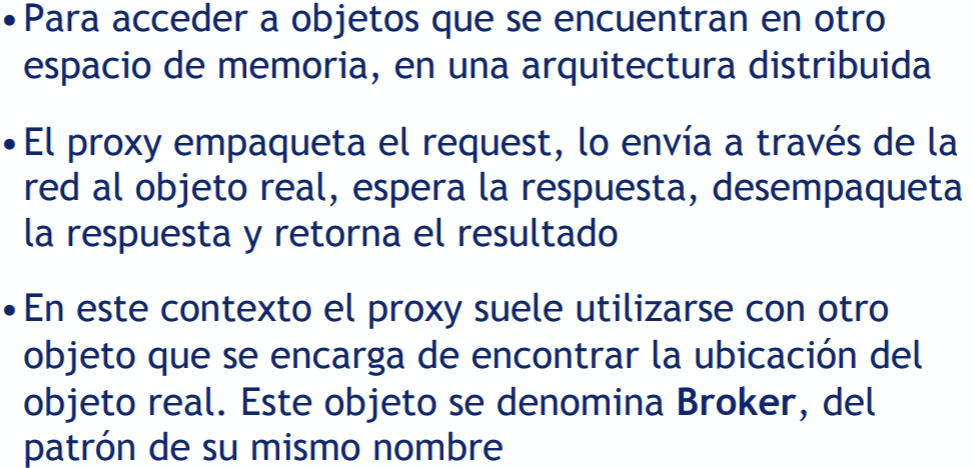 • Para acceder a objetos que se encuentran en otro
espacio de memoria, en una arquitectura distribuida
• El proxy empaqueta el request, lo envía a través de la
red al objeto real, espera la respuesta, desempaqueta
la respuesta y retorna el resultado
• En este contexto el proxy suele utilizarse con otro
objeto que se encarga de encontrar la ubicación del
objeto real. Este objeto se denomina Broker, del
patrón de su mismo nombre